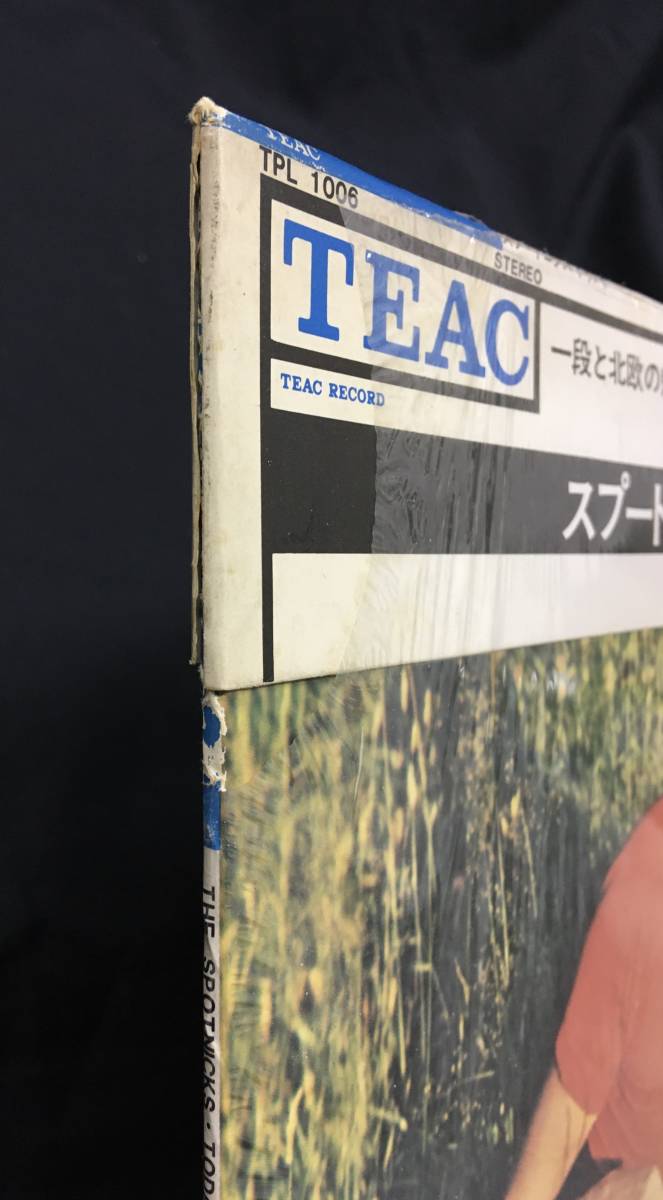 TEAC
TPL 1006
STEREO
TEAC
一段と北欧の
TEAC RECORD
スプート
THE SPOTNICKS・TODA